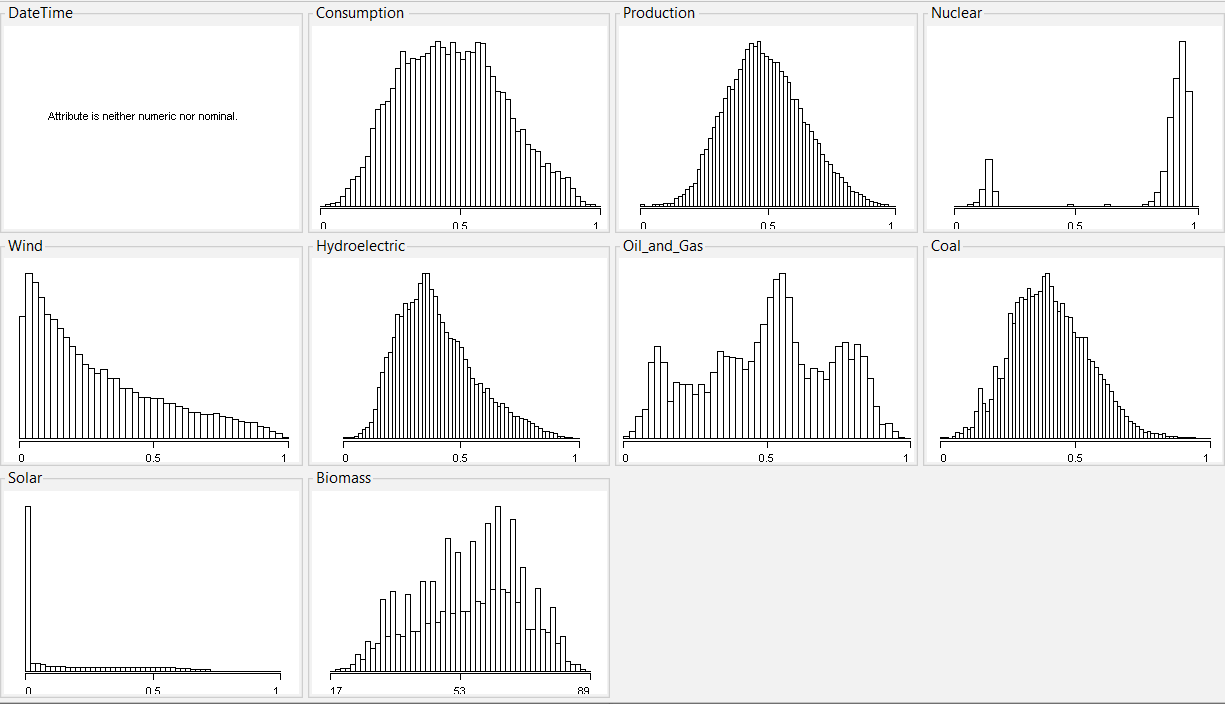 DateTime
Attribute is neither numeric nor nominal.
Consumption
0 0.5 1
Production
0 0.5 1
Nuclear
0 0.5 1
Wind
0 0.5 1
Hydroelectric
0 0.5 1
Oil_and_Gas
0 0.5 1
Coal
0 0.5 1
Solar
0 0.5 1
Biomass
17 53 89